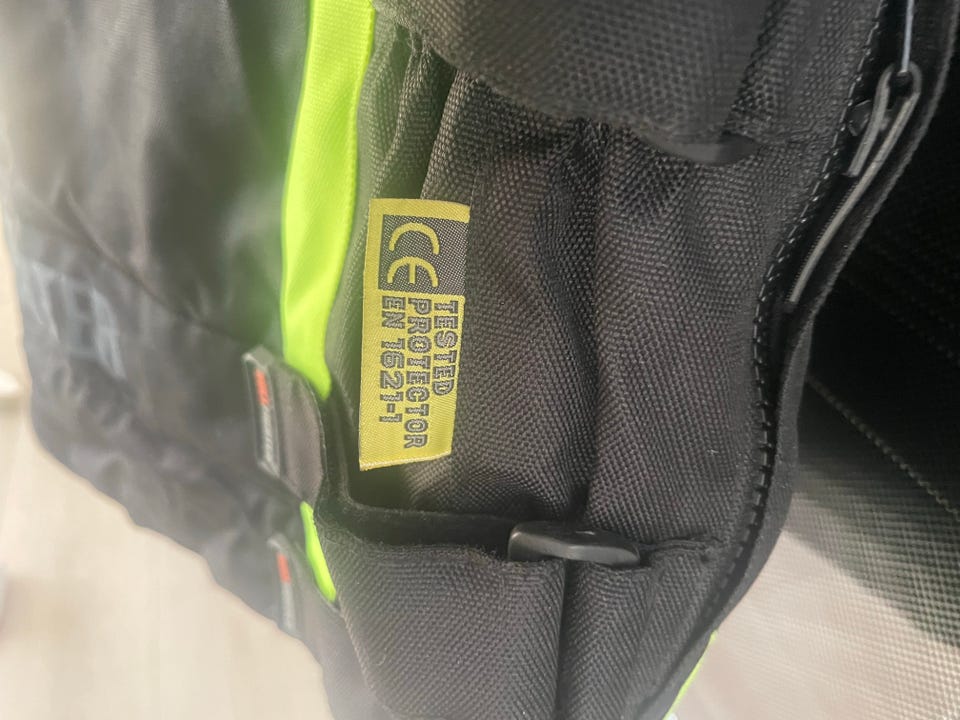 CE
TESTED
PROTECTOR
EN 1621-1